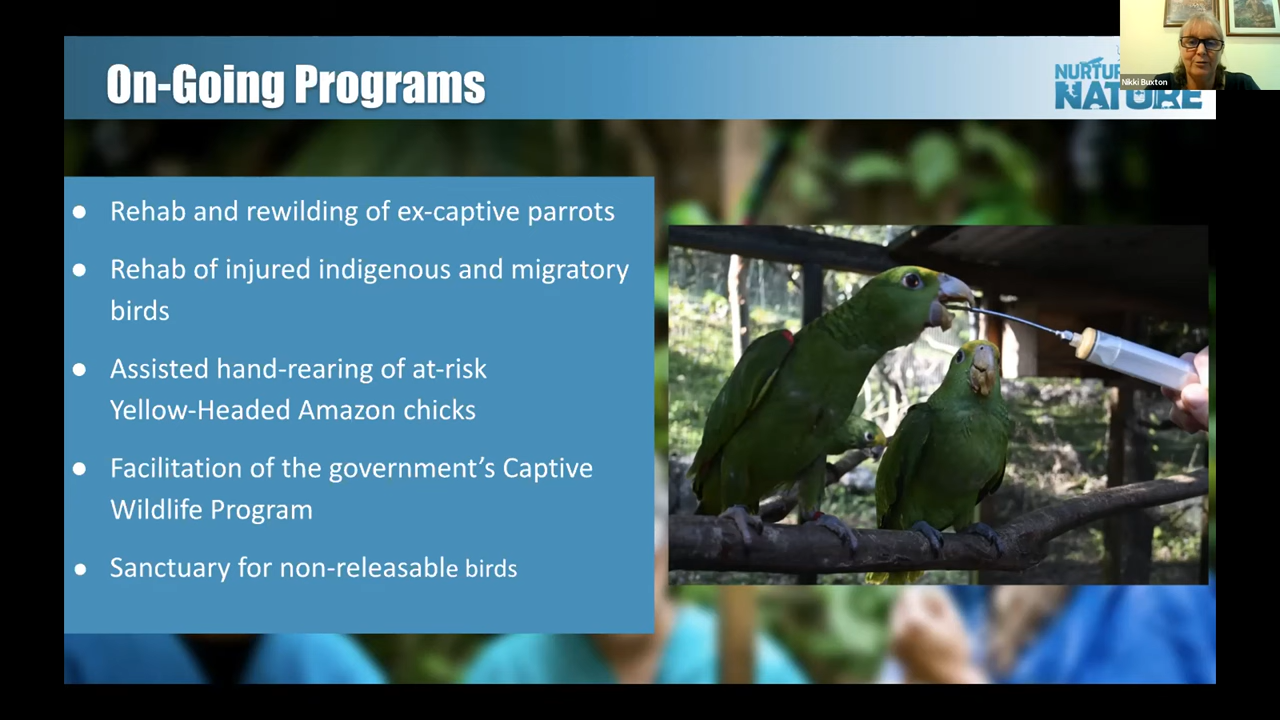 On-Going Programs
NATURE
Nikki Buxton
● Rehab and rewilding of ex-captive parrots
● Rehab of injured indigenous and migratory
birds
● Assisted hand-rearing of at-risk
Yellow-Headed Amazon chicks
● Facilitation of the government’s Captive
Wildlife Program
● Sanctuary for non-releasable birds